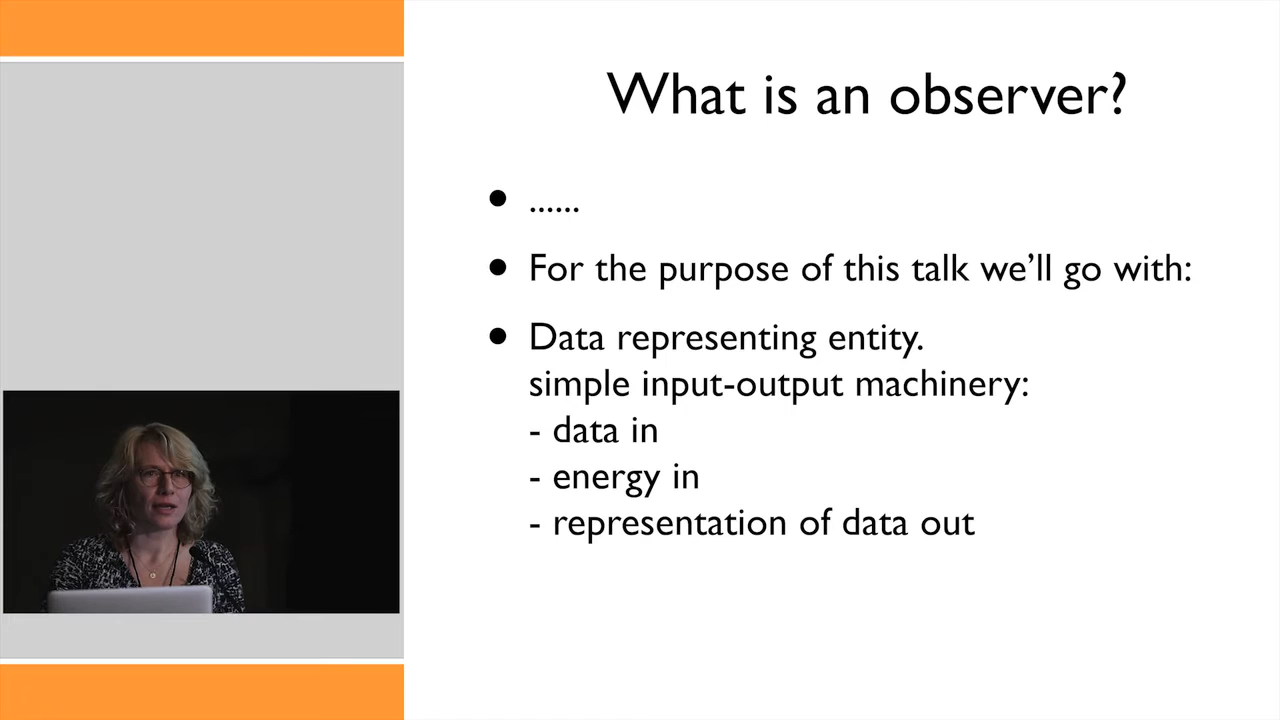 What is an observer?
• ......
• For the purpose of this talk we'll go with:
• Data representing entity.
simple input-output machinery:
- data in
- energy in
- representation of data out